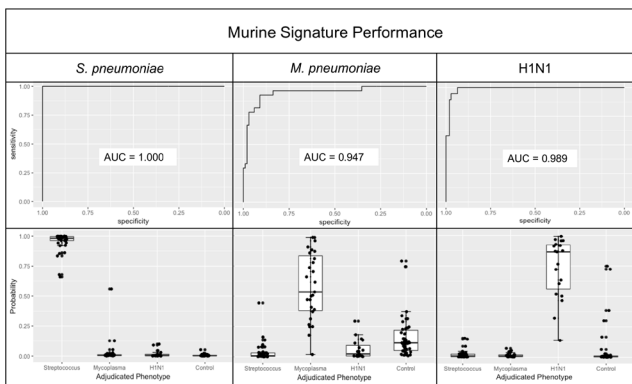 Murine Signature Performance
S. pneumoniae
M. pneumoniae
H1N1
1.00
0.75
0.50
0.25
0.00
sensitivity
AUC = 1.000
1.00 0.75 0.50 0.25 0.00
specificity
AUC = 0.947
1.00 0.75 0.50 0.25 0.00
specificity
AUC = 0.989
1.00 0.75 0.50 0.25 0.00
specificity
1.00
0.75
0.50
0.25
0.00
Probability
Streptococcus Mycoplasma H1N1 Control
Adjudicated Phenotype
Streptococcus Mycoplasma H1N1 Control
Adjudicated Phenotype
Streptococcus Mycoplasma H1N1 Control
Adjudicated Phenotype